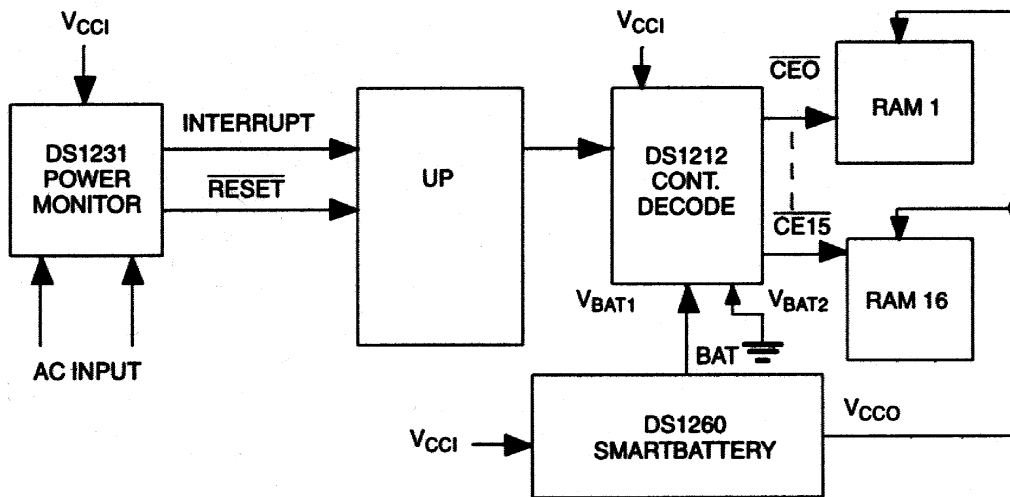 VCCI
VCCI
CEO
RAM 1
INTERRUPT
DS1231
POWER
MONITOR
RESET
UP
DS1212
CONT.
DECODE
CE15
RAM 16
VBAT1
VBAT2
AC INPUT
BAT
VCCI
DS1260
SMARTBATTERY
VCCO